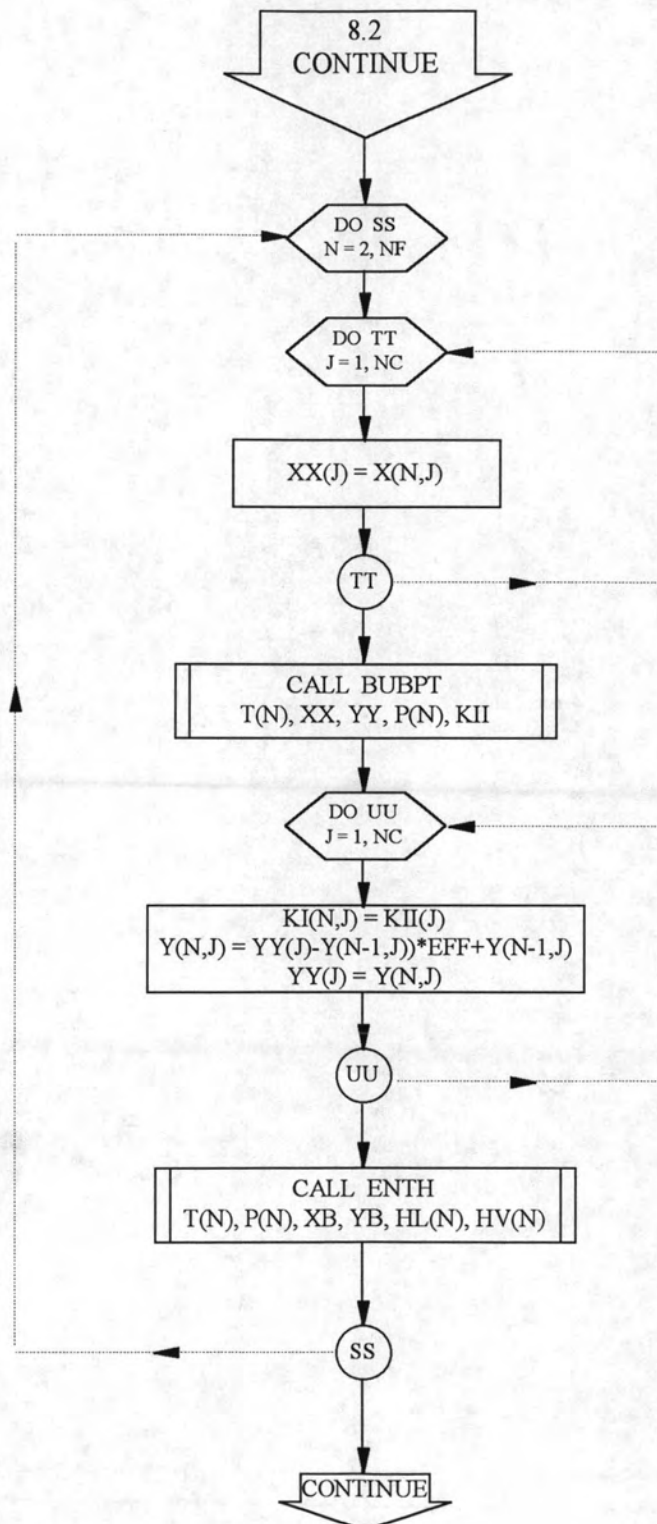 8.2
CONTINUE
DO SS
N = 2, NF
DO TT
J = 1, NC
XX(J) = X(N,J)
TT
CALL BUBPT
T(N), XX, YY, P(N), KII
DO UU
J = 1, NC
KI(N,J) = KII(J)
Y(N,J) = YY(J)-Y(N-1,J))*EFF+Y(N-1,J)
YY(J) = Y(N,J)
UU
CALL ENTH
T(N), P(N), XB, YB, HL(N), HV(N)
SS
CONTINUE